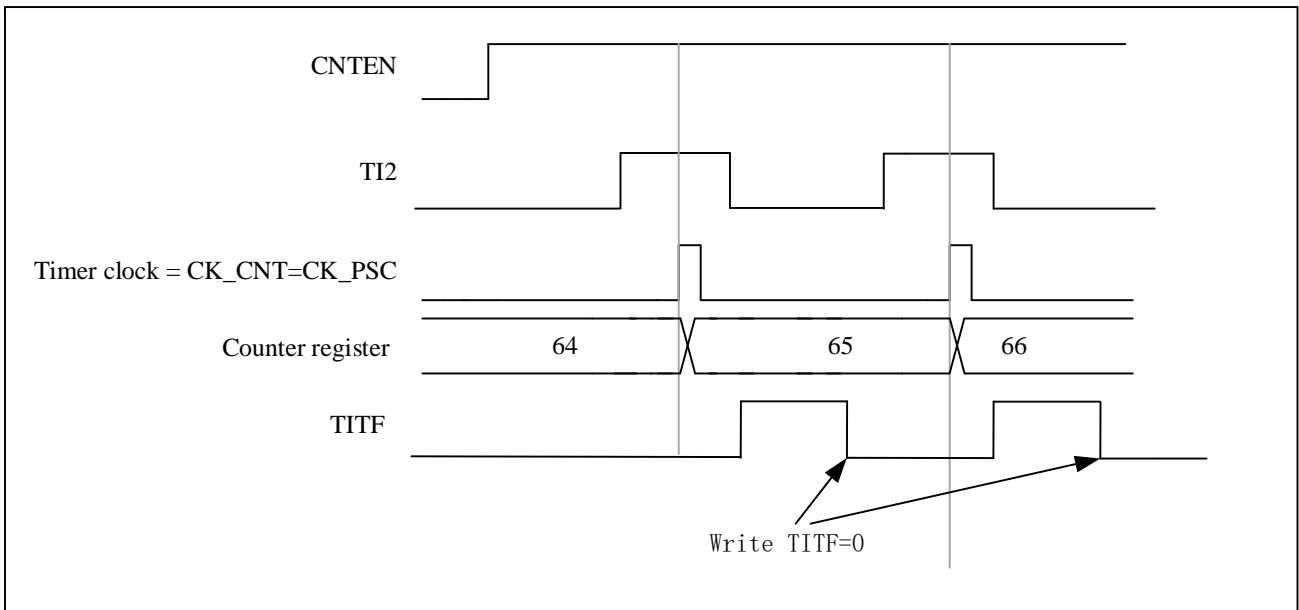 CNTEN
TI2
Timer clock = CK_CNT=CK_PSC
Counter register 64 65 66
TITF
Write TITF=0